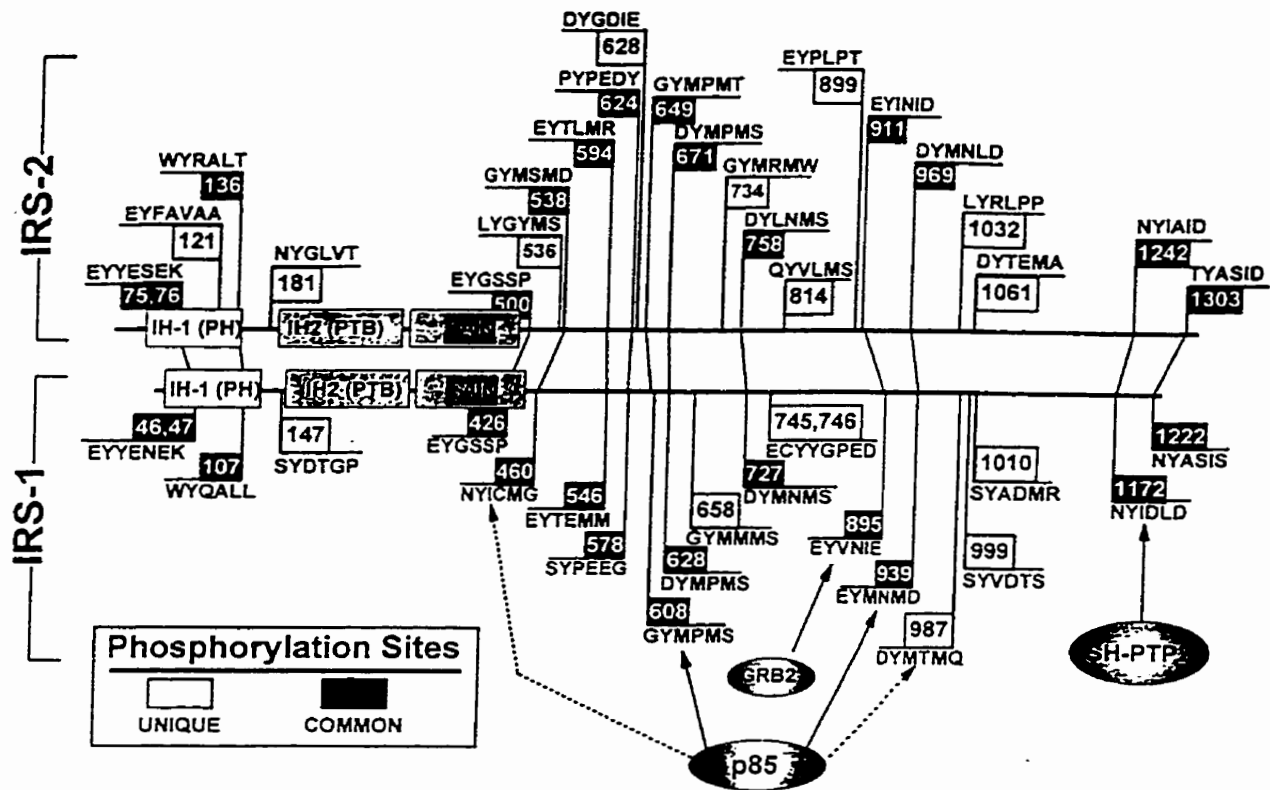 IRS-2
DYGDIE
628
PYPEDY
624
EYTLMR
594
GYMSMD
538
LYGYMS
536
EYGSSP
500
WYRALT
136
EYFAVAA
121
EYYESEK
75,76
NYGLVT
181
GYMPMT
649
DYMPMS
671
GYMRMW
734
DYLNMS
758
QYVLMS
814
EYPLPT
899
EYINID
911
DYMNLD
969
LYRLPP
1032
DYTEMA
1061
NYIAID
1242
TYASID
1303
IH-1 (PH)
IH2 (PTB)
IRS-1
IH-1 (PH)
IH2 (PTB)
46,47
EYYENEK
107
WYQALL
147
SYDTGP
426
EYGSSP
460
NYICMG
546
EYTEMM
578
SYPEEG
608
GYMPMS
628
DYMPMS
658
GYMMMS
727
DYMNMS
745,746
ECYYGPED
895
EYVNIE
939
EYMNMD
987
DYMTMQ
999
SYVDTS
1010
SYADMR
1172
NYIDLD
1222
NYASIS
GRB2
SH-PTP
p85
Phosphorylation Sites
UNIQUE
COMMON